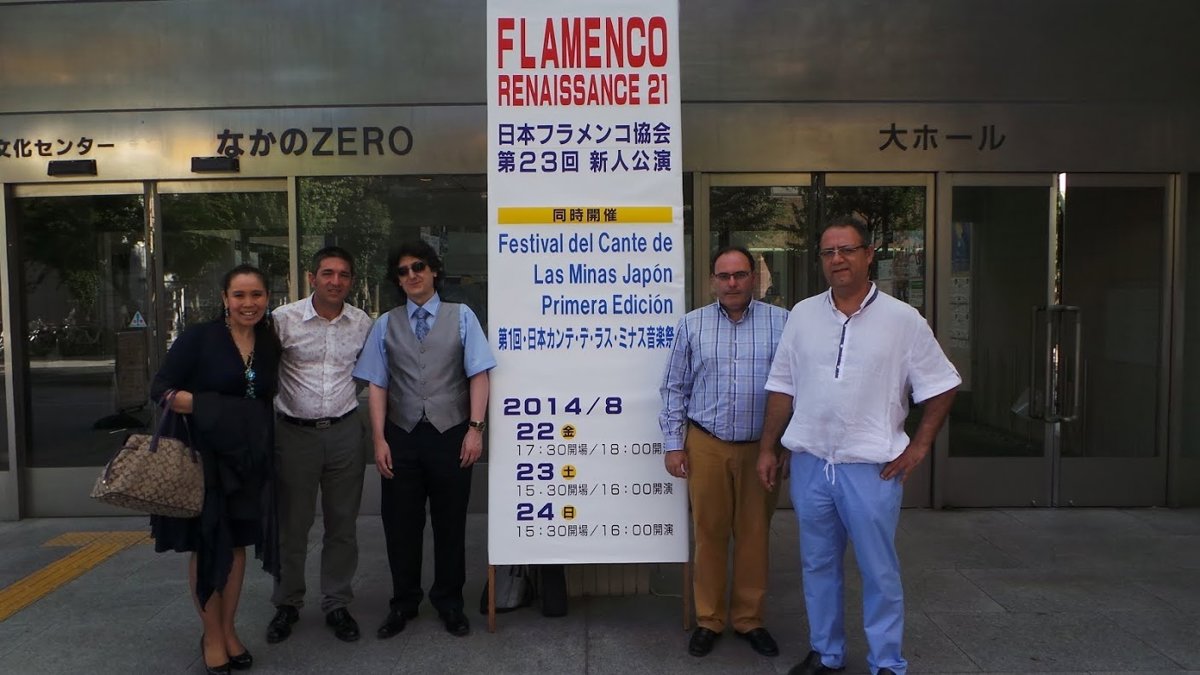 FLAMENCO
RENAISSANCE 21
日本フラメンコ協会
第23回 新人公演
同時開催
Festival del Cante de
Las Minas Japón
Primera Edición
第1回・日本カンテ・デ・ラス・ミナス音楽祭
2014/8
22 金
17:30開場/18:00開演
23 土
15.30開場/16:00開演
24 日
15:30開場/16:00開演
文化センター
なかのZERO
大ホール